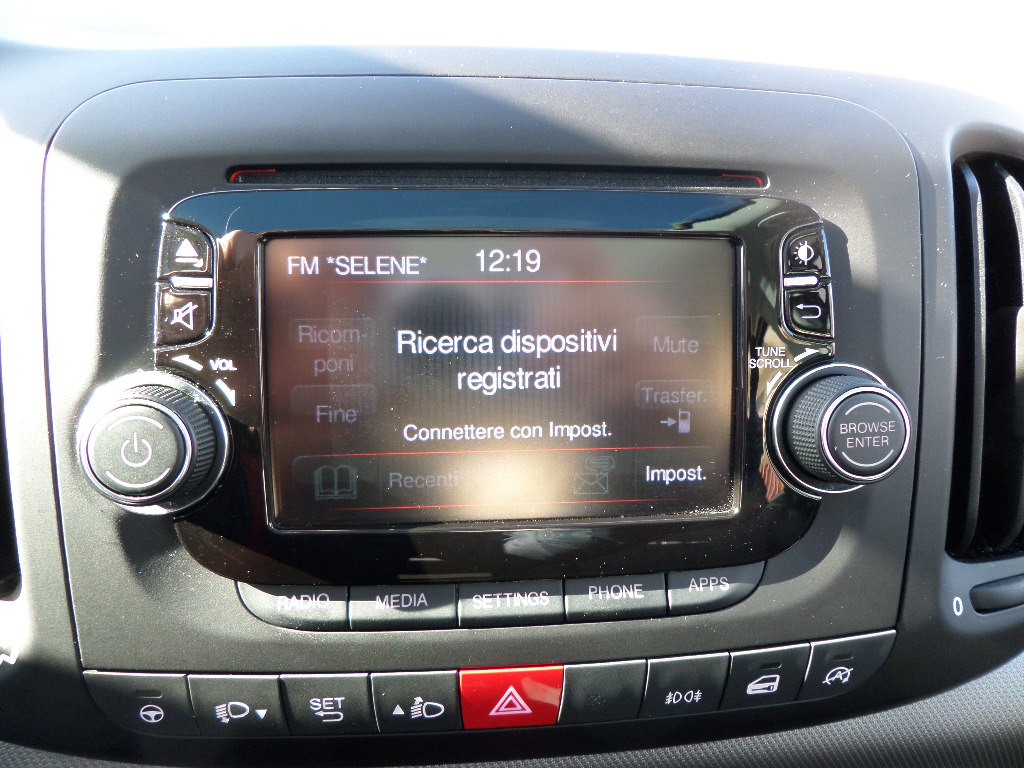 FM *SELENE* 12:19
Ricom-
poni
Ricerca dispositivi
registrati
Mute
Fine
Trasfer.
Connettere con Impost.
Recenti
Impost.
VOL
TUNE
SCROLL
BROWSE
ENTER
RADIO MEDIA SETTINGS PHONE APPS
SET
0